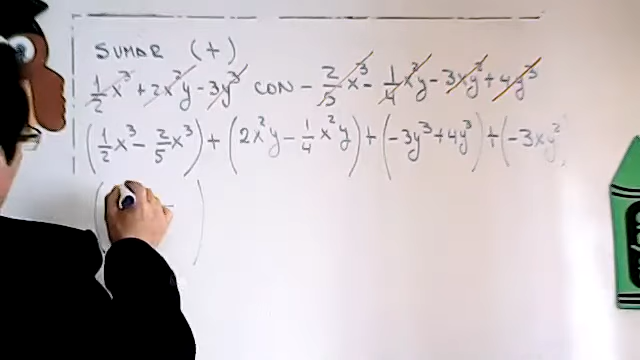 SUMAR (+)
1/2 x³ + 2x²y - 3y³ CON - 2/5 x³ - 1/4 x²y - 3xy² + 4y³
(1/2 x³ - 2/5 x³) + (2x²y - 1/4 x²y) + (-3y³ + 4y³) + (-3xy²)
( )